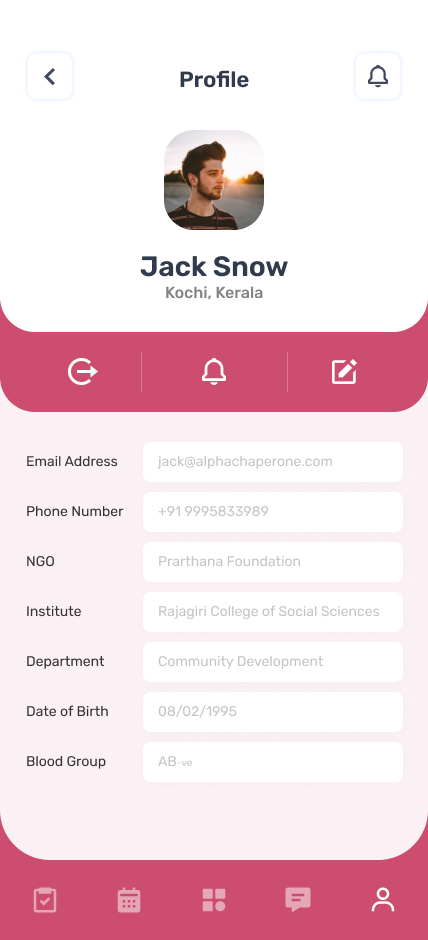 Profile
Jack Snow
Kochi, Kerala
Email Address jack@alphachaperone.com
Phone Number +91 9995833989
NGO Prarthana Foundation
Institute Rajagiri College of Social Sciences
Department Community Development
Date of Birth 08/02/1995
Blood Group AB-ve